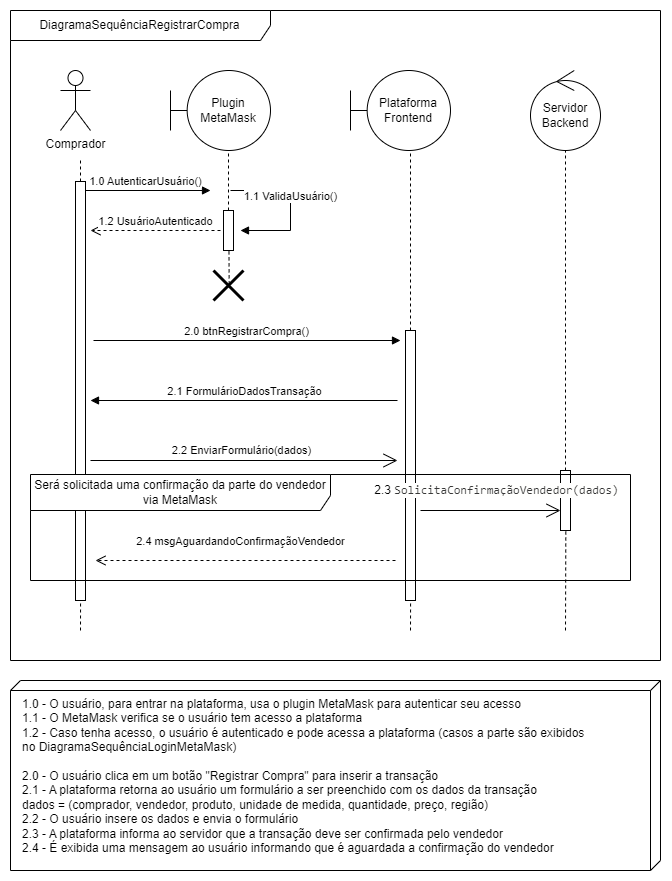 DiagramaSequênciaRegistrarCompra
Comprador
Plugin
MetaMask
Plataforma
Frontend
Servidor
Backend
1.0 AutenticarUsuário()
1.1 ValidaUsuário()
1.2 UsuárioAutenticado
2.0 btnRegistrarCompra()
2.1 FormulárioDadosTransação
2.2 EnviarFormulário(dados)
Será solicitada uma confirmação da parte do vendedor
via MetaMask
2.3 SolicitaConfirmaçãoVendedor(dados)
2.4 msgAguardandoConfirmaçãoVendedor
1.0 - O usuário, para entrar na plataforma, usa o plugin MetaMask para autenticar seu acesso
1.1 - O MetaMask verifica se o usuário tem acesso a plataforma
1.2 - Caso tenha acesso, o usuário é autenticado e pode acessa a plataforma (casos a parte são exibidos
no DiagramaSequênciaLoginMetaMask)
2.0 - O usuário clica em um botão "Registrar Compra" para inserir a transação
2.1 - A plataforma retorna ao usuário um formulário a ser preenchido com os dados da transação
dados = (comprador, vendedor, produto, unidade de medida, quantidade, preço, região)
2.2 - O usuário insere os dados e envia o formulário
2.3 - A plataforma informa ao servidor que a transação deve ser confirmada pelo vendedor
2.4 - É exibida uma mensagem ao usuário informando que é aguardada a confirmação do vendedor